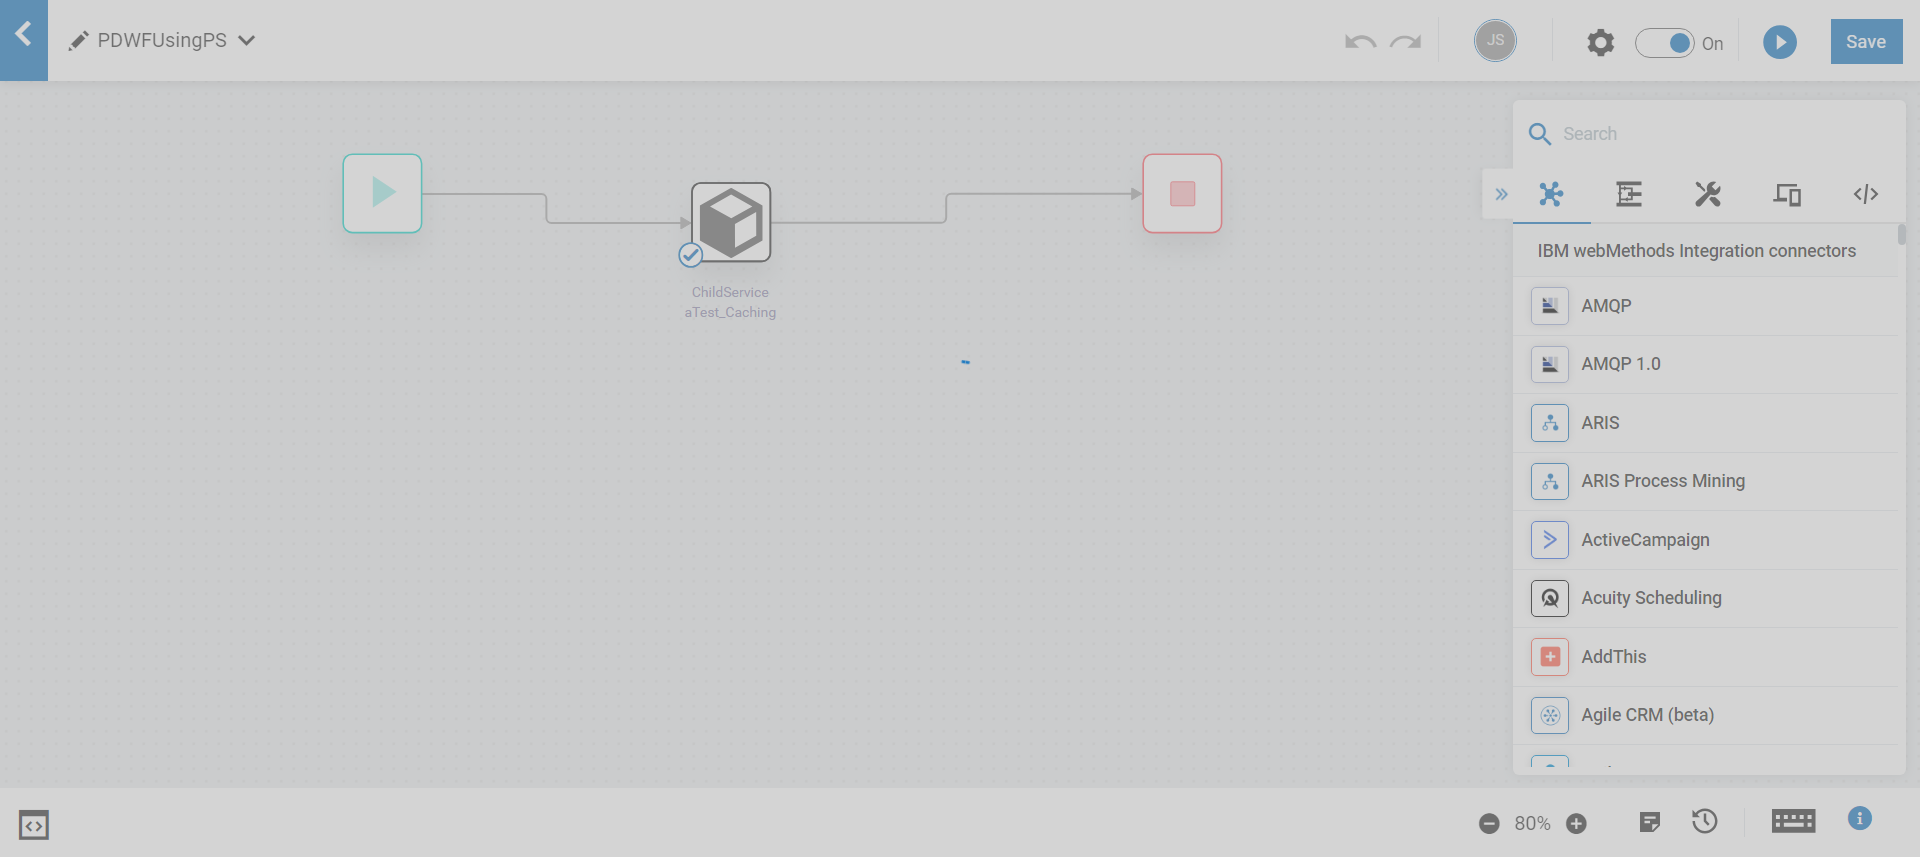 PDWFUsingPS
JS
On
Save
Search
IBM webMethods Integration connectors
AMQP
AMQP 1.0
ARIS
ARIS Process Mining
ActiveCampaign
Acuity Scheduling
AddThis
Agile CRM (beta)
ChildService
aTest_Caching
80%